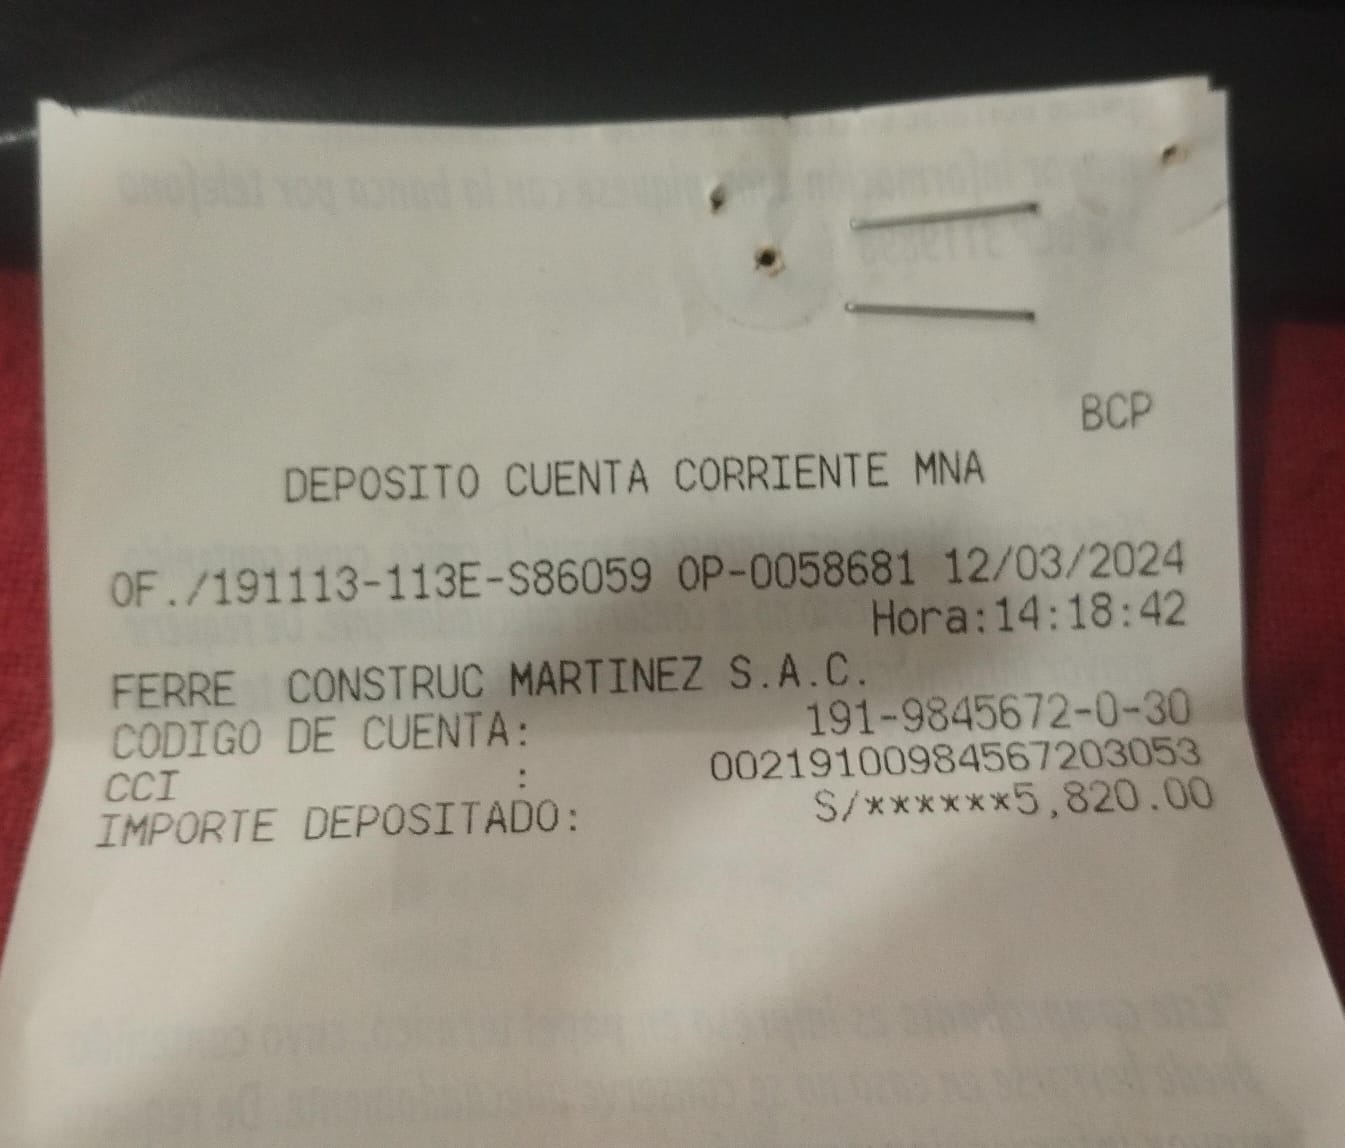 BCP
DEPOSITO CUENTA CORRIENTE MNA
OF./191113-113E-S86059 OP-0058681 12/03/2024
Hora:14:18:42
FERRE CONSTRUC MARTINEZ S.A.C.
CODIGO DE CUENTA: 191-9845672-0-30
CCI : 00219100984567203053
IMPORTE DEPOSITADO: S/******5,820.00